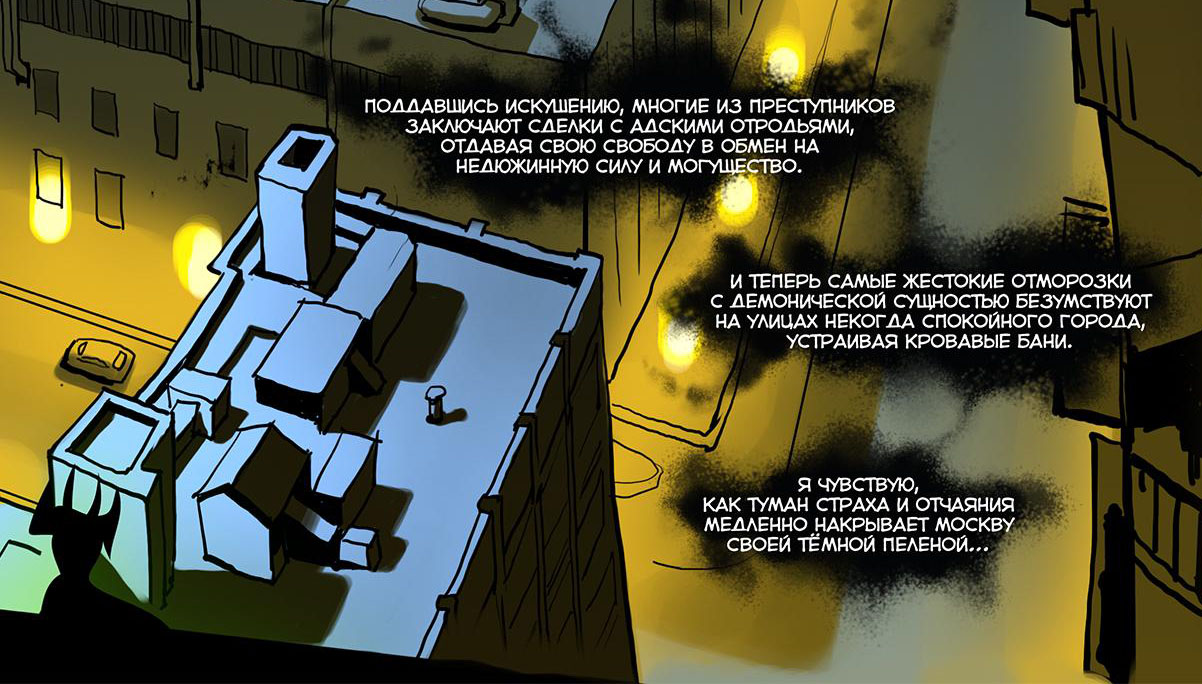 ПОДДАВШИСЬ ИСКУШЕНИЮ, МНОГИЕ ИЗ ПРЕСТУПНИКОВ
ЗАКЛЮЧАЮТ СДЕЛКИ С АДСКИМИ ОТРОДЬЯМИ,
ОТДАВАЯ СВОЮ СВОБОДУ В ОБМЕН НА
НЕДЮЖИННУЮ СИЛУ И МОГУЩЕСТВО.
И ТЕПЕРЬ САМЫЕ ЖЕСТОКИЕ ОТМОРОЗКИ
С ДЕМОНИЧЕСКОЙ СУЩНОСТЬЮ БЕЗУМСТВУЮТ
НА УЛИЦАХ НЕКОГДА СПОКОЙНОГО ГОРОДА,
УСТРАИВАЯ КРОВАВЫЕ БАНИ.
Я ЧУВСТВУЮ,
КАК ТУМАН СТРАХА И ОТЧАЯНИЯ
МЕДЛЕННО НАКРЫВАЕТ МОСКВУ
СВОЕЙ ТЁМНОЙ ПЕЛЕНОЙ...